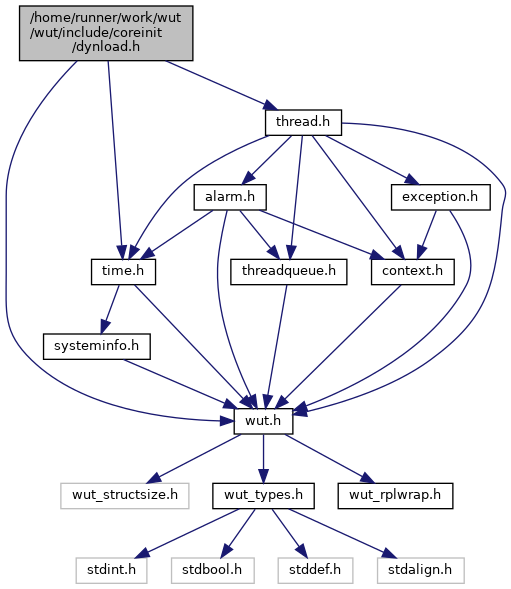 /home/runner/work/wut
/wut/include/coreinit
/dynload.h
thread.h
alarm.h
exception.h
time.h
threadqueue.h
context.h
systeminfo.h
wut.h
wut_structsize.h
wut_types.h
wut_rplwrap.h
stdint.h
stdbool.h
stddef.h
stdalign.h